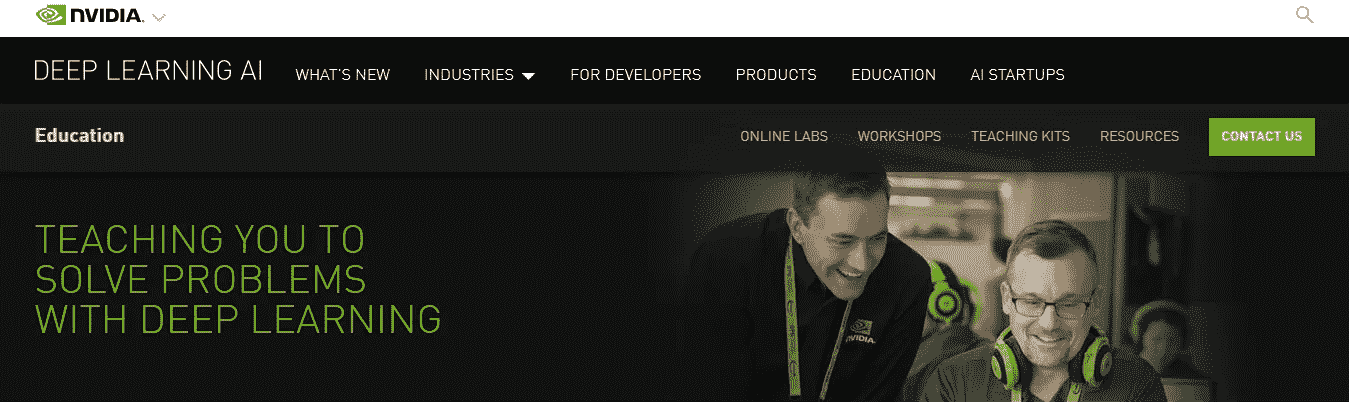 NVIDIA.
DEEP LEARNING AI WHAT'S NEW INDUSTRIES FOR DEVELOPERS PRODUCTS EDUCATION AI STARTUPS
Education ONLINE LABS WORKSHOPS TEACHING KITS RESOURCES CONTACT US
TEACHING YOU TO
SOLVE PROBLEMS
WITH DEEP LEARNING
NVIDIA.